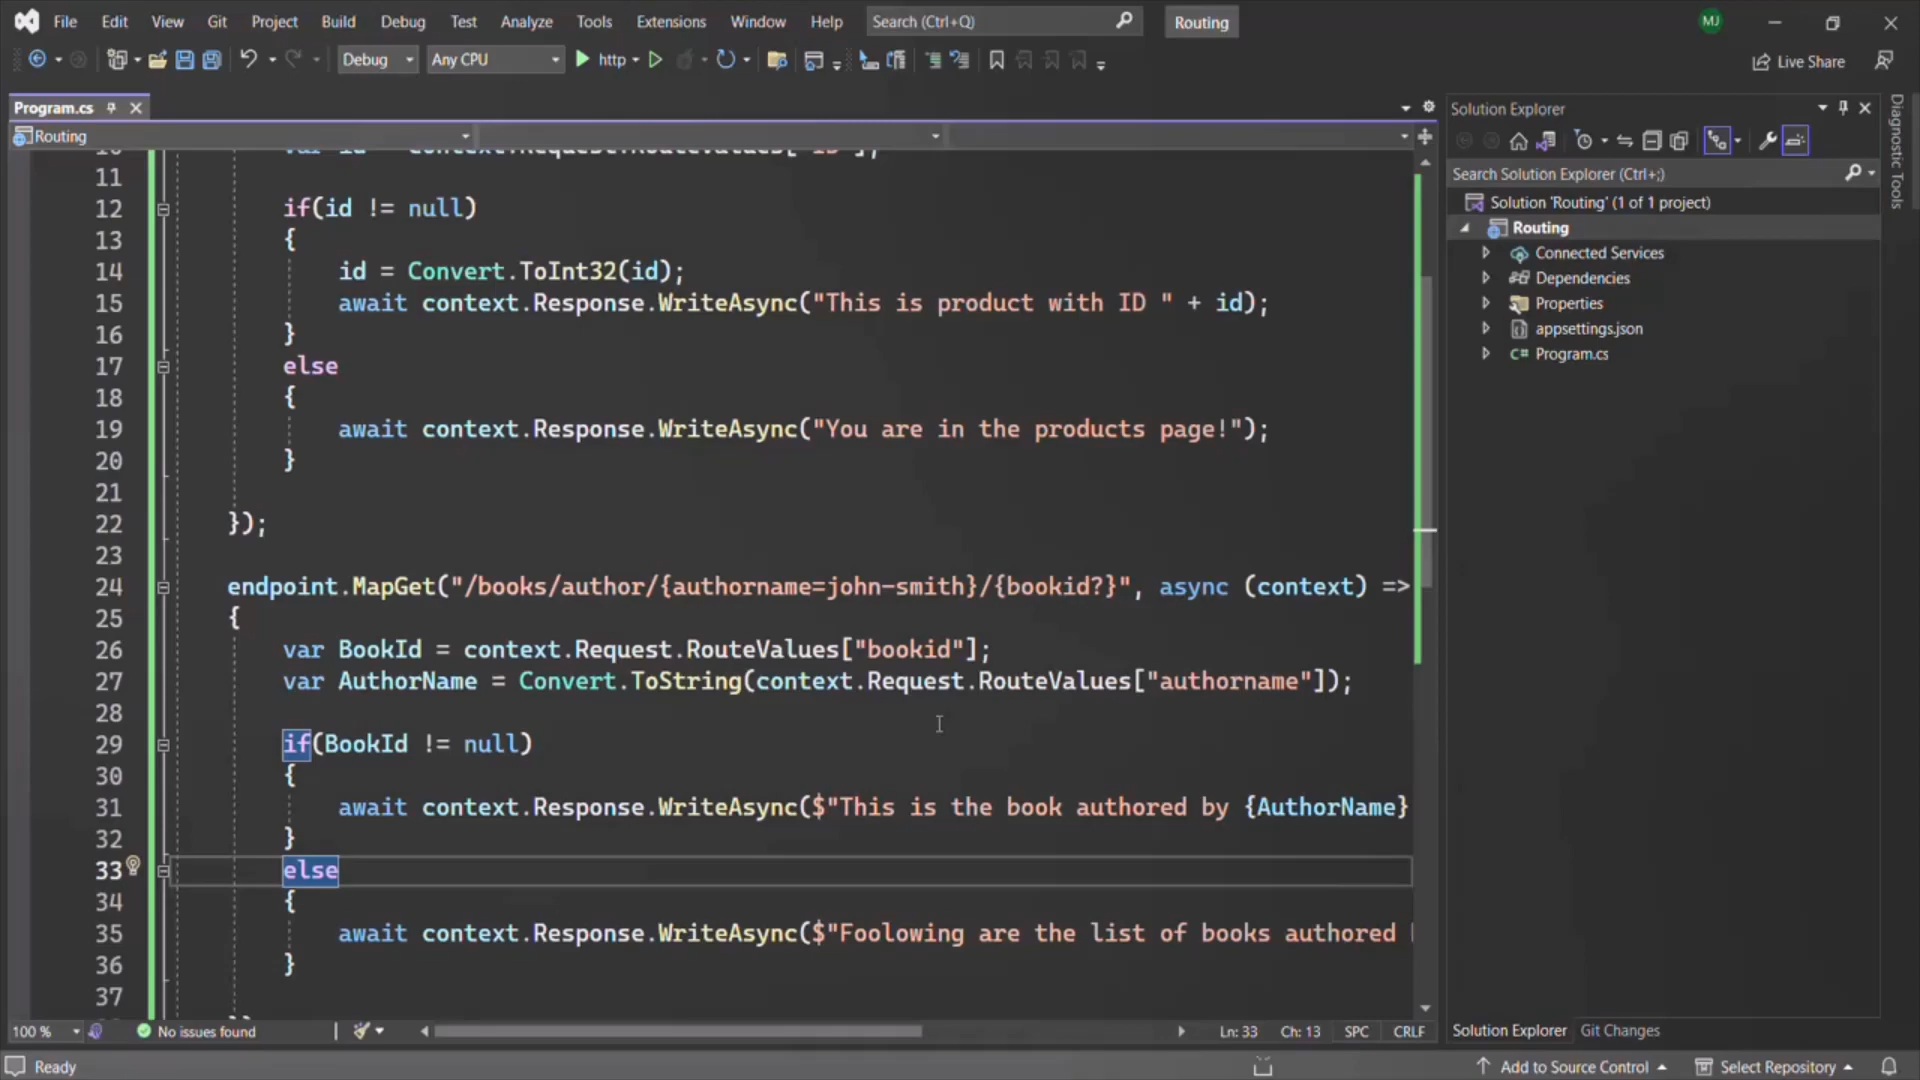 File Edit View Git Project Build Debug Test Analyze Tools Extensions Window Help Search (Ctrl+Q) Routing MJ
Debug Any CPU http Live Share
Program.cs
Routing
10 var id = context.Request.RouteValues["ID"];
11
12 if(id != null)
13 {
14 id = Convert.ToInt32(id);
15 await context.Response.WriteAsync("This is product with ID " + id);
16 }
17 else
18 {
19 await context.Response.WriteAsync("You are in the products page!");
20 }
21
22 });
23
24 endpoint.MapGet("/books/author/{authorname=john-smith}/{bookid?}", async (context) =>
25 {
26 var BookId = context.Request.RouteValues["bookid"];
27 var AuthorName = Convert.ToString(context.Request.RouteValues["authorname"]);
28
29 if(BookId != null)
30 {
31 await context.Response.WriteAsync($"This is the book authored by {AuthorName}
32 }
33 else
34 {
35 await context.Response.WriteAsync($"Foolowing are the list of books authored
36 }
37
100 % No issues found Ln: 33 Ch: 13 SPC CRLF
Solution Explorer
Search Solution Explorer (Ctrl+;)
Solution 'Routing' (1 of 1 project)
Routing
Connected Services
Dependencies
Properties
appsettings.json
C# Program.cs
Solution Explorer Git Changes
Diagnostic Tools
Ready Add to Source Control Select Repository